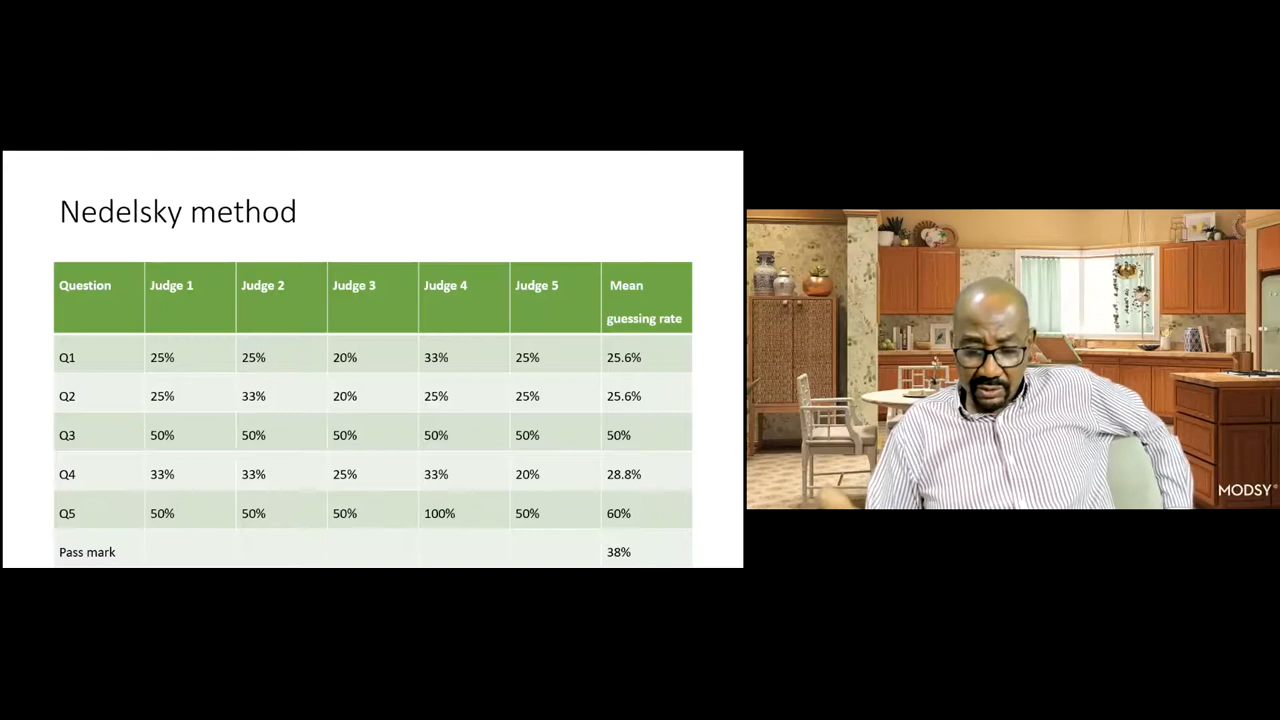 Nedelsky method
Question Judge 1 Judge 2 Judge 3 Judge 4 Judge 5 Mean
guessing rate
Q1 25% 25% 20% 33% 25% 25.6%
Q2 25% 33% 20% 25% 25% 25.6%
Q3 50% 50% 50% 50% 50% 50%
Q4 33% 33% 25% 33% 20% 28.8%
Q5 50% 50% 50% 100% 50% 60%
Pass mark 38%
MODSY